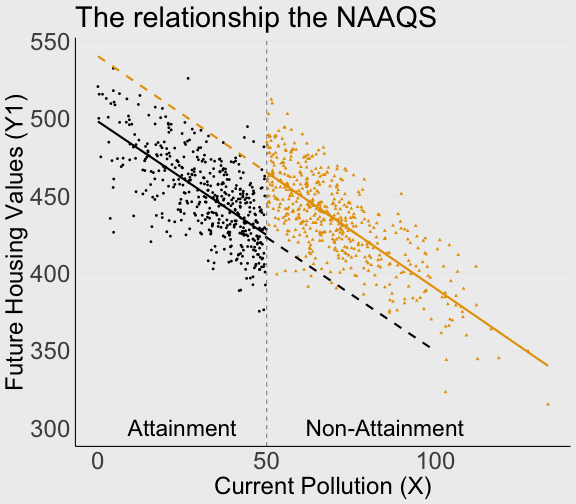 The relationship the NAAQS
Future Housing Values (Y1)
550
500
450
400
350
300
Attainment
Non-Attainment
0
50
100
Current Pollution (X)